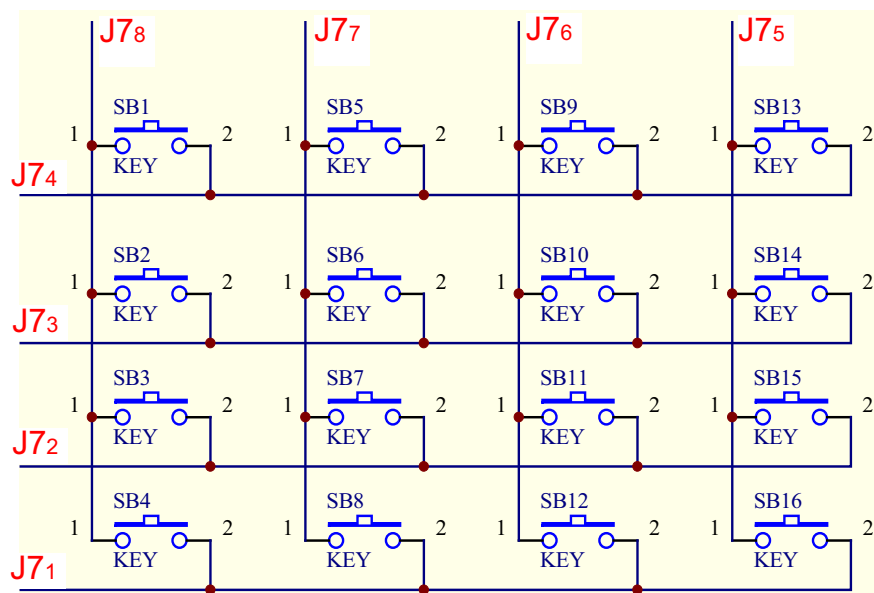 J78 J77 J76 J75
SB1 SB5 SB9 SB13
1 2 1 2 1 2 1 2
KEY KEY KEY KEY
J74
SB2 SB6 SB10 SB14
1 2 1 2 1 2 1 2
KEY KEY KEY KEY
J73
SB3 SB7 SB11 SB15
1 2 1 2 1 2 1 2
KEY KEY KEY KEY
J72
SB4 SB8 SB12 SB16
1 2 1 2 1 2 1 2
KEY KEY KEY KEY
J71